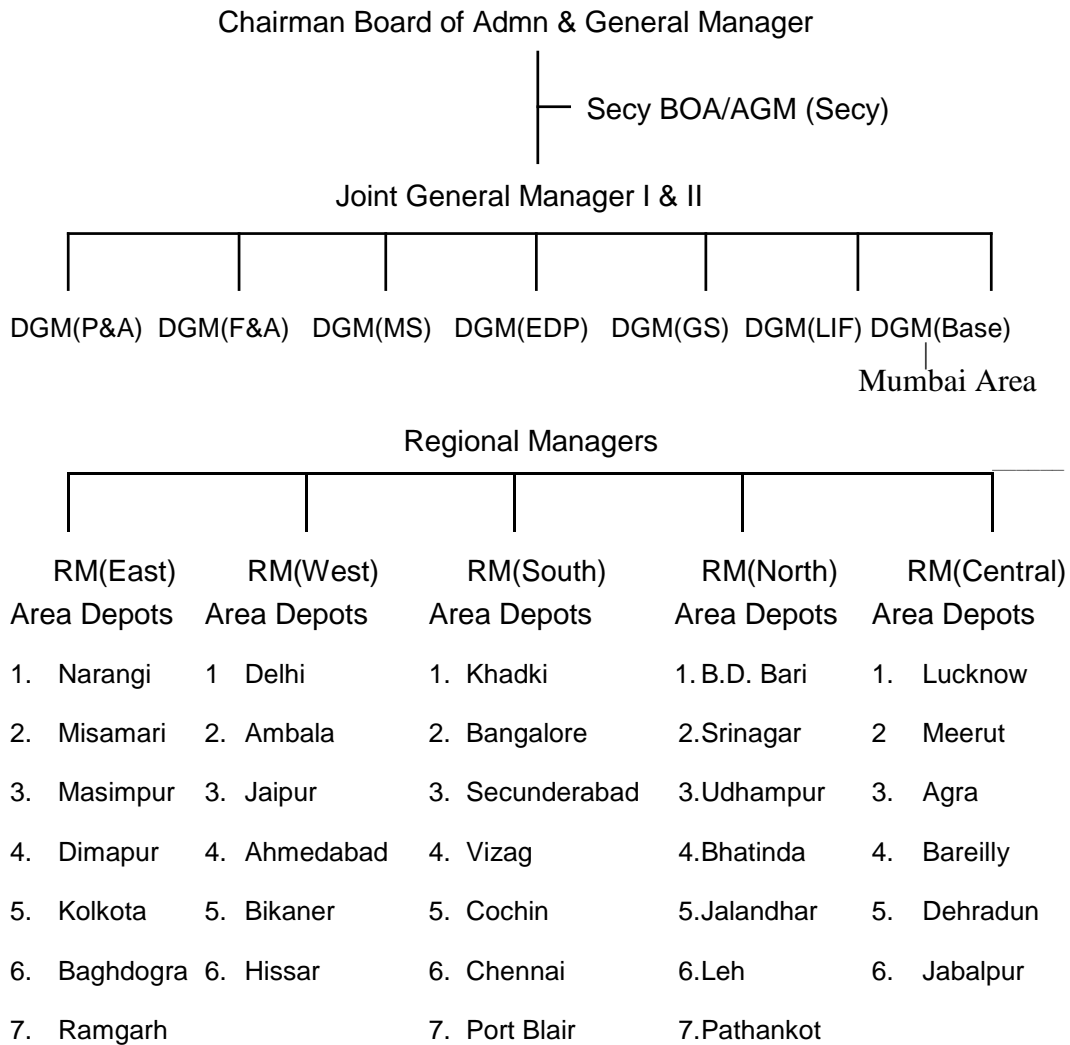 Chairman Board of Admn & General Manager
Secy BOA/AGM (Secy)
Joint General Manager I & II
DGM(P&A) DGM(F&A) DGM(MS) DGM(EDP) DGM(GS) DGM(LIF) DGM(Base)
Mumbai Area
Regional Managers
RM(East) RM(West) RM(South) RM(North) RM(Central)
Area Depots Area Depots Area Depots Area Depots Area Depots
1. Narangi 1 Delhi 1. Khadki 1. B.D. Bari 1. Lucknow
2. Misamari 2. Ambala 2. Bangalore 2.Srinagar 2 Meerut
3. Masimpur 3. Jaipur 3. Secunderabad 3.Udhampur 3. Agra
4. Dimapur 4. Ahmedabad 4. Vizag 4.Bhatinda 4. Bareilly
5. Kolkota 5. Bikaner 5. Cochin 5.Jalandhar 5. Dehradun
6. Baghdogra 6. Hissar 6. Chennai 6.Leh 6. Jabalpur
7. Ramgarh 7. Port Blair 7.Pathankot